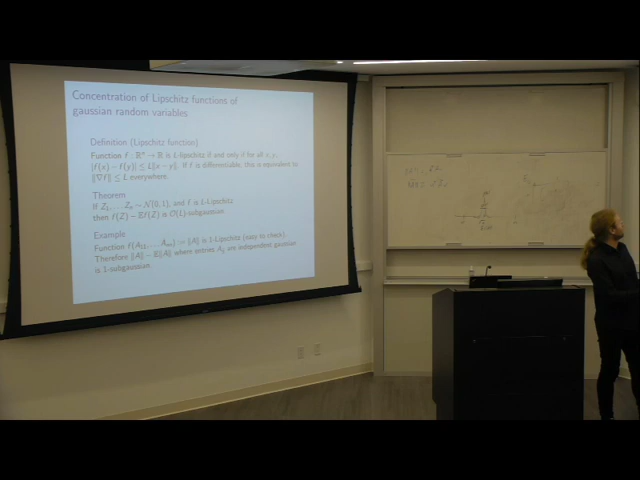 Concentration of Lipschitz functions of
gaussian random variables
Definition (Lipschitz function)
Function f : ℝⁿ → ℝ is L-lipschitz if and only if for all x, y,
|f(x) − f(y)| ≤ L‖x − y‖. If f is differentiable, this is equivalent to
‖∇f‖ ≤ L everywhere.
Theorem
If Z₁, … , Zₙ ∼ N(0, 1), and f is L-Lipschitz
then f(Z) − 𝔼f(Z) is O(L)-subgaussian
Example
Function f(A₁₁, … , Aₙₙ) := ‖A‖ is 1-Lipschitz (easy to check).
Therefore ‖A‖ − 𝔼‖A‖ where entries Aᵢⱼ are independent gaussian
is 1-subgaussian.